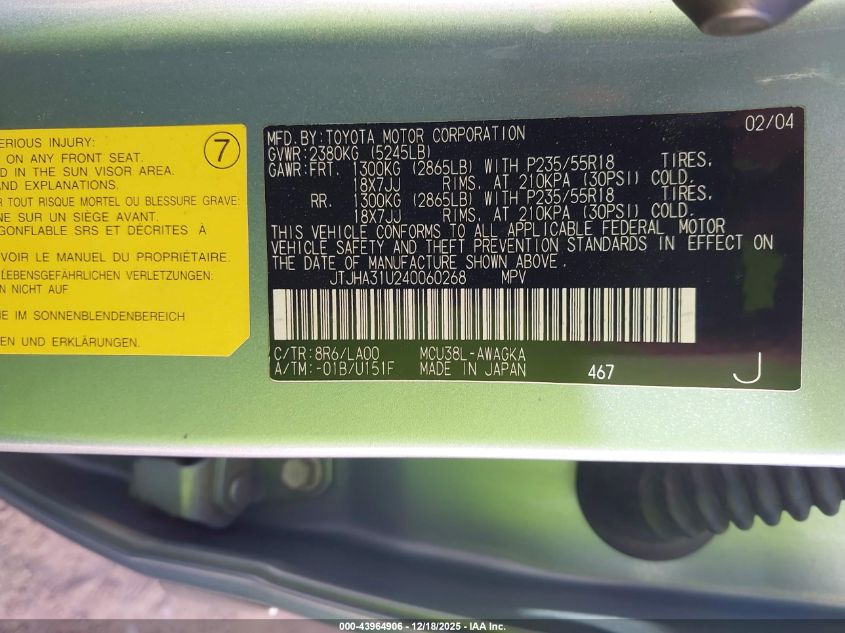 ERIOUS INJURY:
ON ANY FRONT SEAT.
D IN THE SUN VISOR AREA.
AND EXPLANATIONS.
R TOUT RISQUE MORTEL OU BLESSURE GRAVE:
NE SUR UN SIÈGE AVANT.
GONFLABLE SRS ET DÉCRITES À
VOIR LE MANUEL DU PROPRIÉTAIRE.
LEBENSGEFÄHRLICHEN VERLETZUNGEN:
N NICHT AUF
IE IM SONNENBLENDENBEREICH
EN UND ERLÄUTERUNGEN.
7
MFD.BY:TOYOTA MOTOR CORPORATION 02/04
GVWR:2380KG (5245LB)
GAWR:FRT. 1300KG (2865LB) WITH P235/55R18 TIRES,
18X7JJ RIMS, AT 210KPA (30PSI) COLD.
RR. 1300KG (2865LB) WITH P235/55R18 TIRES,
18X7JJ RIMS, AT 210KPA (30PSI) COLD.
THIS VEHICLE CONFORMS TO ALL APPLICABLE FEDERAL MOTOR
VEHICLE SAFETY AND THEFT PREVENTION STANDARDS IN EFFECT ON
THE DATE OF MANUFACTURE SHOWN ABOVE.
JTJHA31U240060268 MPV
C/TR:8R6/LA00 MCU38L-AWAGKA
A/TM:-01B/U151F MADE IN JAPAN 467 J
000-43964906 - 12/18/2025 - IAA Inc.